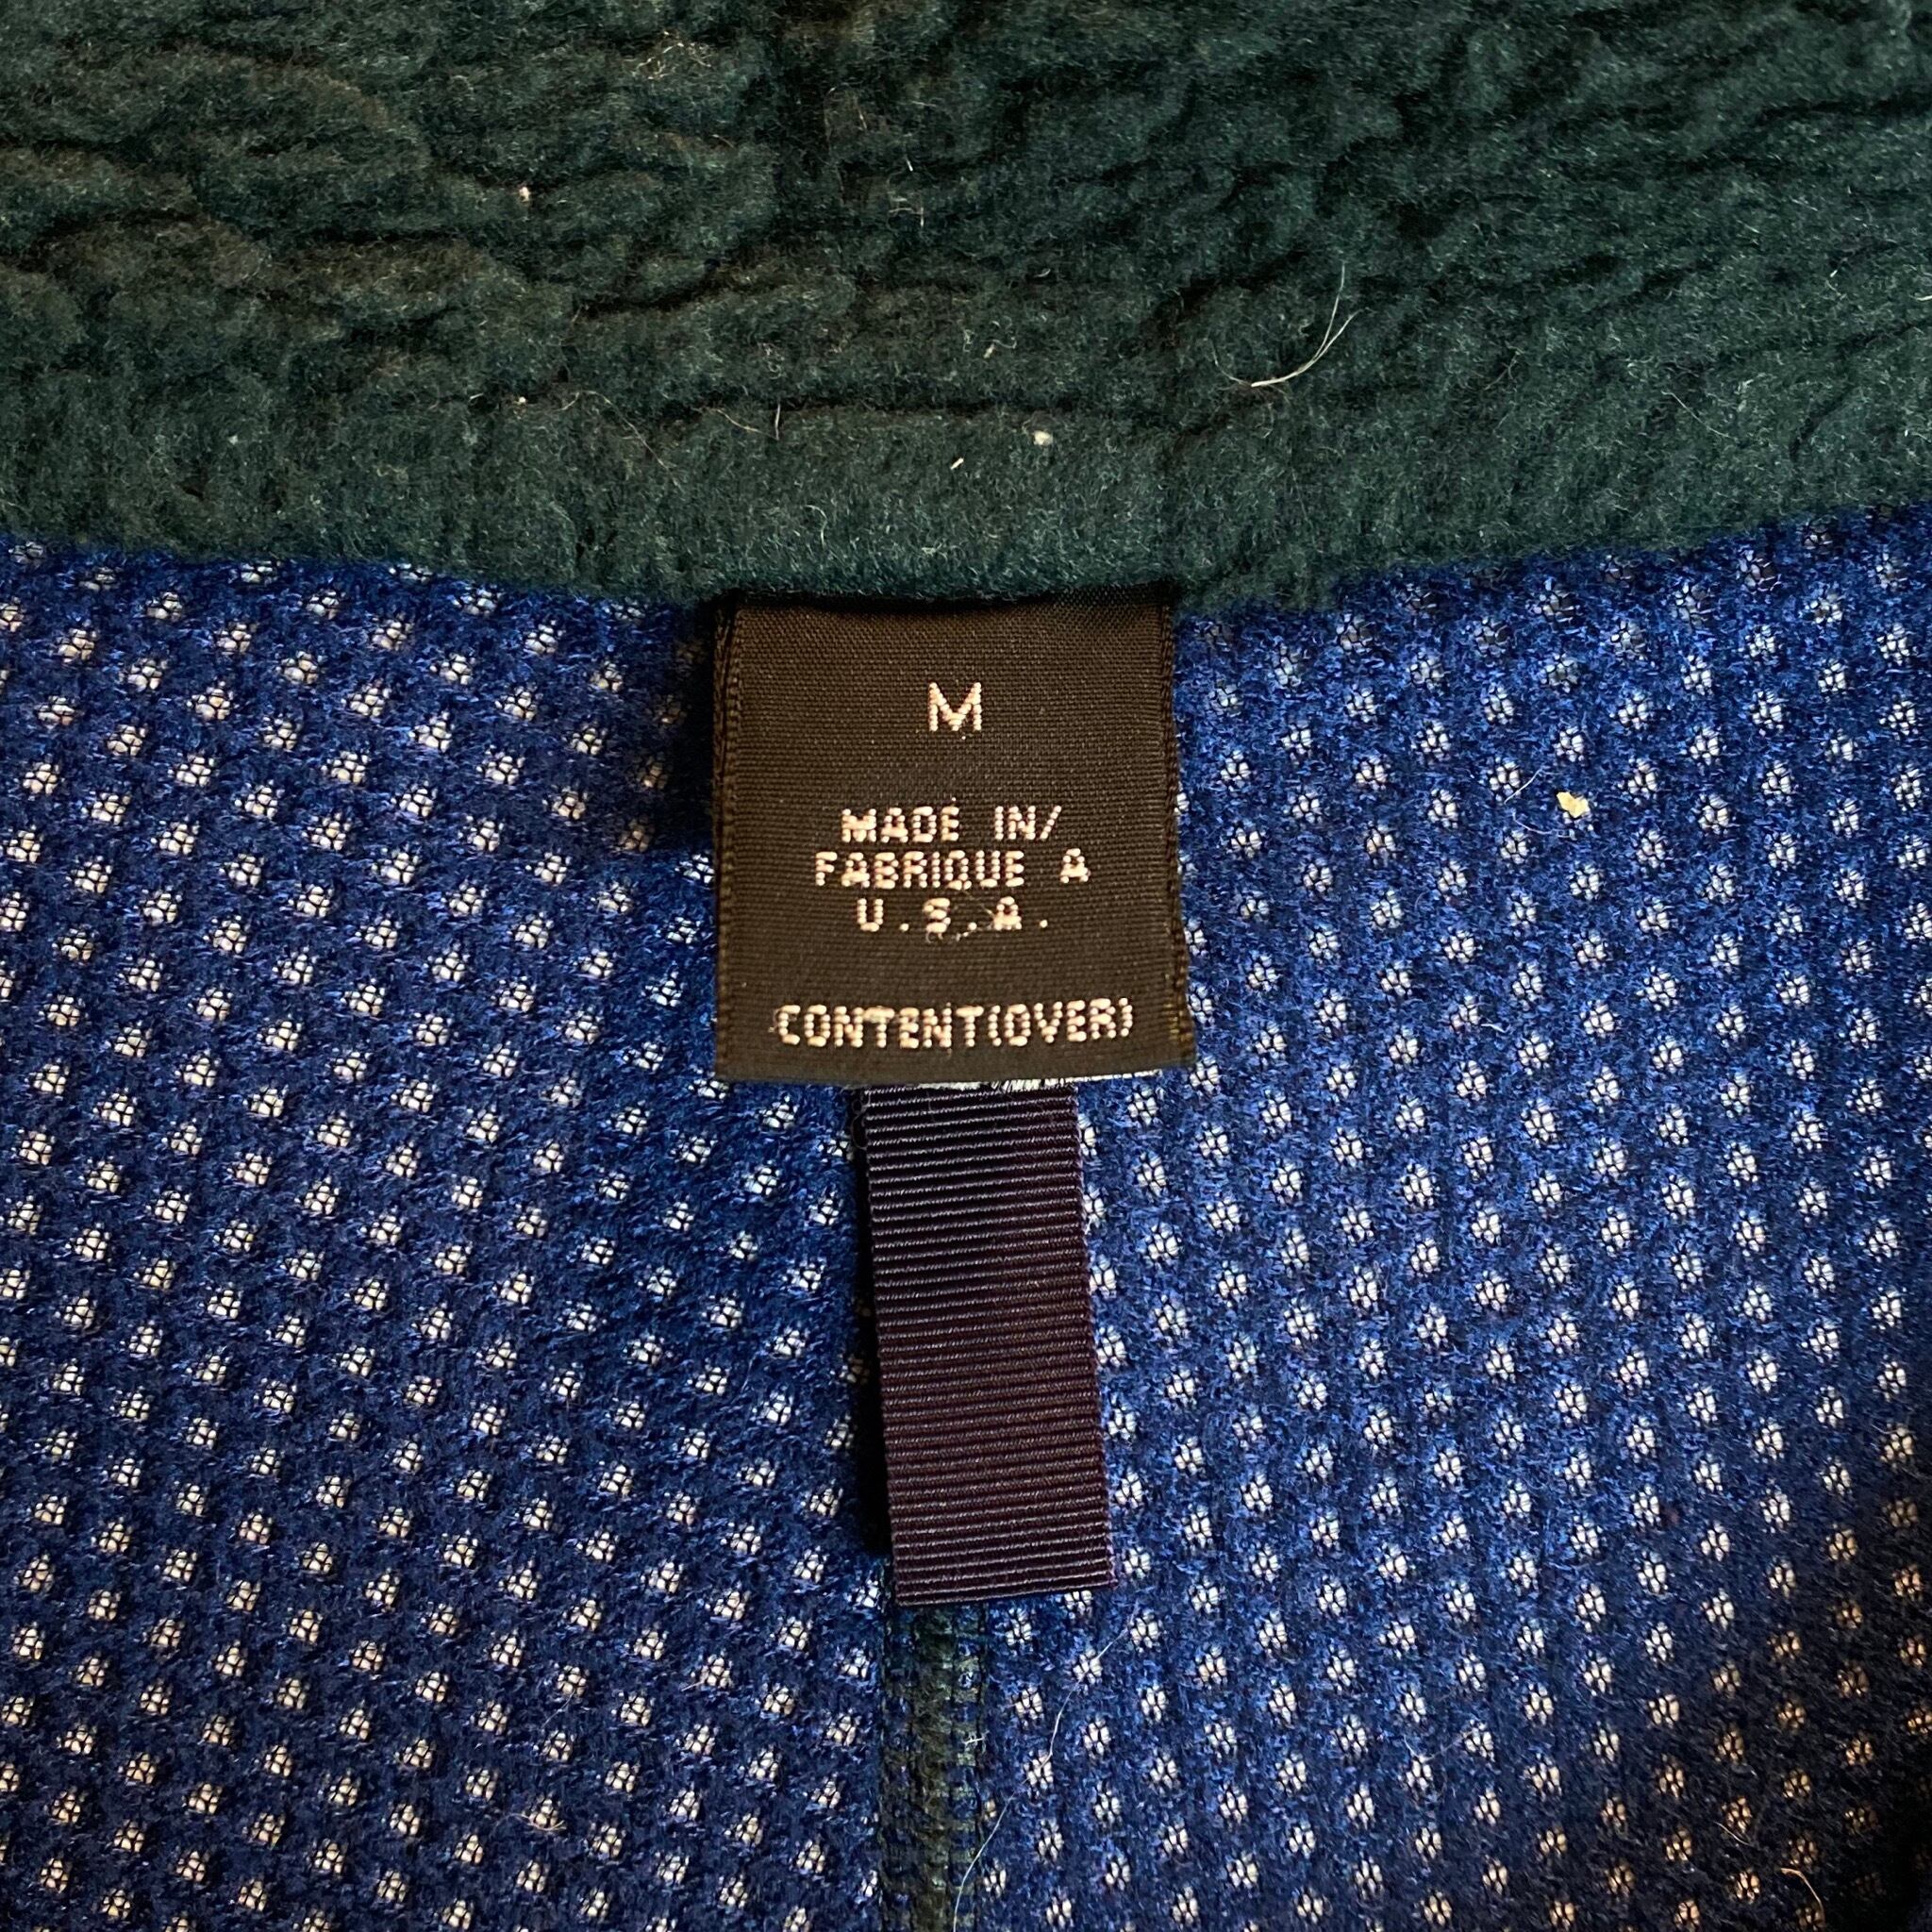 M
MADE IN/
FABRIQUE A
U.S.A.
CONTENT(OVER)